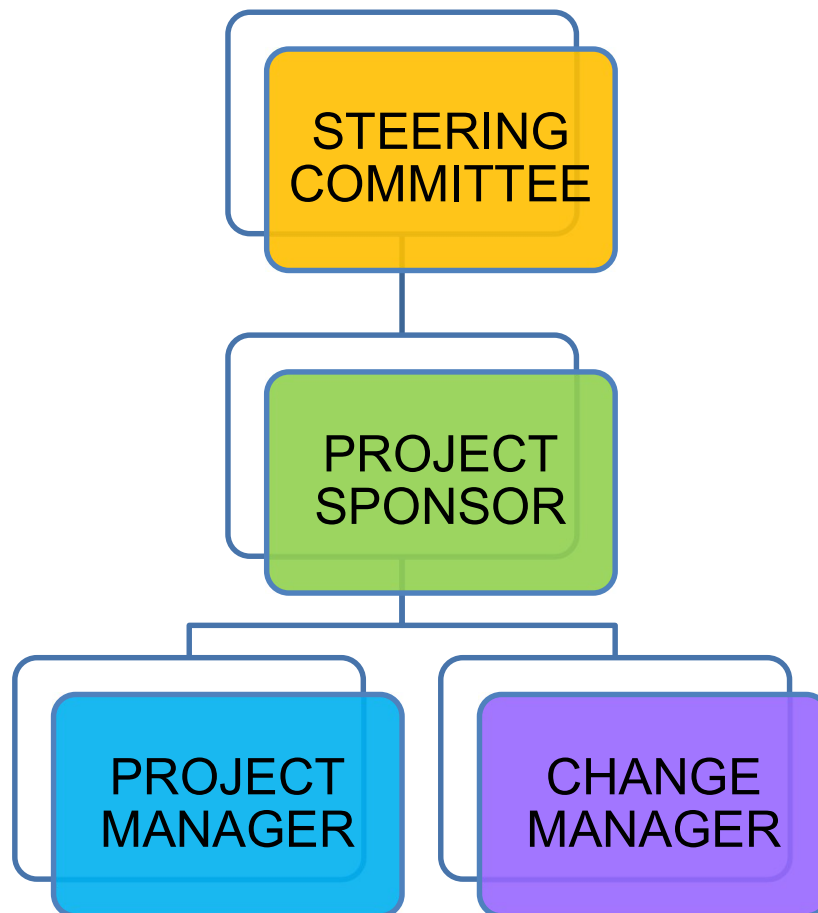 STEERING
COMMITTEE
PROJECT
SPONSOR
PROJECT
MANAGER
CHANGE
MANAGER